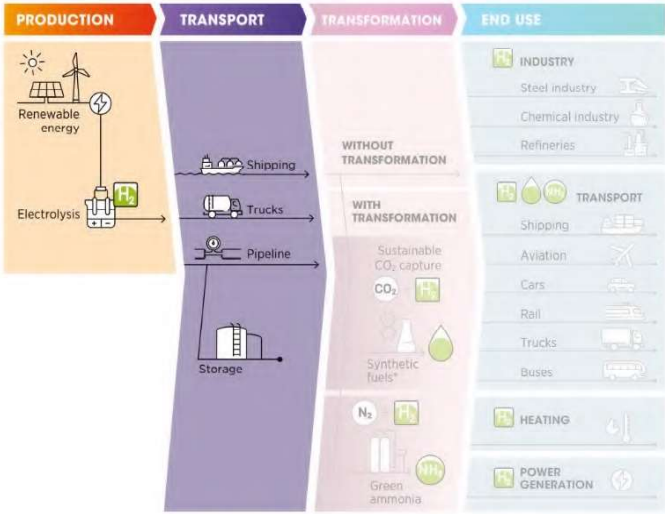 PRODUCTION
TRANSPORT
TRANSFORMATION
END USE
Renewable
energy
Electrolysis
H₂
+ −
Shipping
Trucks
Pipeline
Storage
WITHOUT
TRANSFORMATION
WITH
TRANSFORMATION
Sustainable
CO₂ capture
CO₂ + H₂
Synthetic
fuels*
N₂ + H₂
NH₃
Green
ammonia
H₂ INDUSTRY
Steel industry
Chemical industry
Refineries
H₂ NH₃ TRANSPORT
Shipping
Aviation
Cars
Rail
Trucks
Buses
H₂ HEATING
H₂ POWER
GENERATION